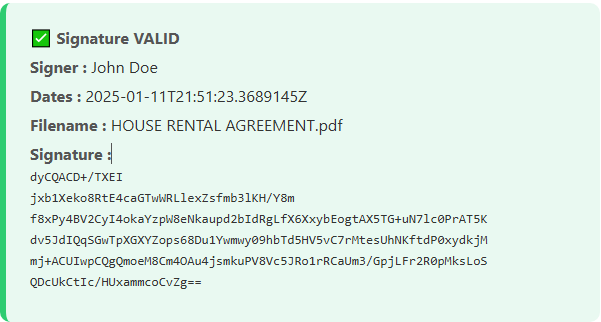 ✅ Signature VALID
Signer : John Doe
Dates : 2025-01-11T21:51:23.3689145Z
Filename : HOUSE RENTAL AGREEMENT.pdf
Signature :
dyCQACD+/TXEI
jxb1Xeko8RtE4caGTwWRLlexZsfmb3lKH/Y8m
f8xPy4BV2CyI4okaYzpW8eNkaupd2bIdRgLfX6XxybEogtAX5TG+uN7lc0PrAT5K
dv5JdIQqSGwTpXGXYZops68Du1Ywmwy09hbTd5HV5vC7rMtesUhNKftdP0xydkjM
mj+ACUIwpCQgQmoeM8Cm4OAu4jsmkuPV8Vc5JRo1rRCaUm3/GpjLFr2R0pMksLoS
QDcUkCtIc/HUxammcoCvZg==